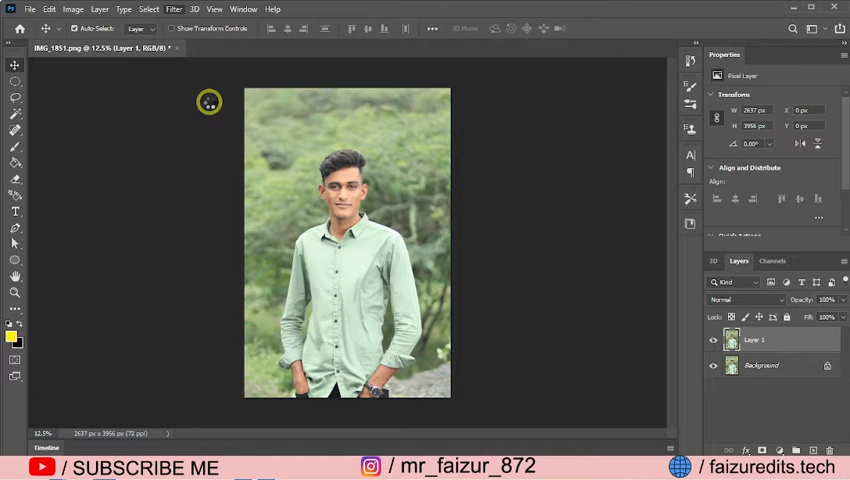 Ps File Edit Image Layer Type Select Filter 3D View Window Help
Auto-Select: Layer Show Transform Controls 3D Mode:
IMG_1851.png @ 12.5% (Layer 1, RGB/8) *
Properties
Pixel Layer
Transform
W 2637 px X 0 px
H 3956 px Y 0 px
0.00°
Align and Distribute
Align:
3D Layers Channels
Kind
Normal Opacity: 100%
Lock: Fill: 100%
Layer 1
Background
12.5% 2637 px x 3956 px (72 ppi)
Timeline
/ SUBSCRIBE ME / mr_faizur_872 /faizuredits.tech